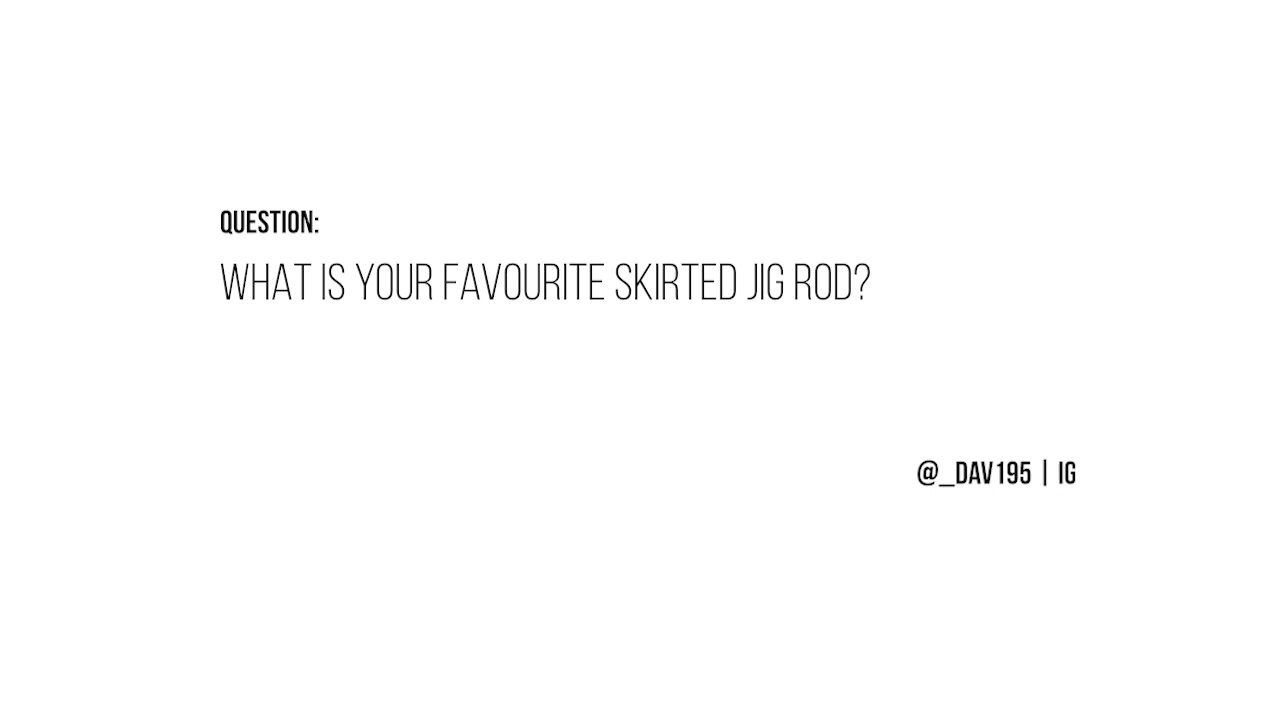 QUESTION:
WHAT IS YOUR FAVOURITE SKIRTED JIG ROD?
@_DAV195 | IG